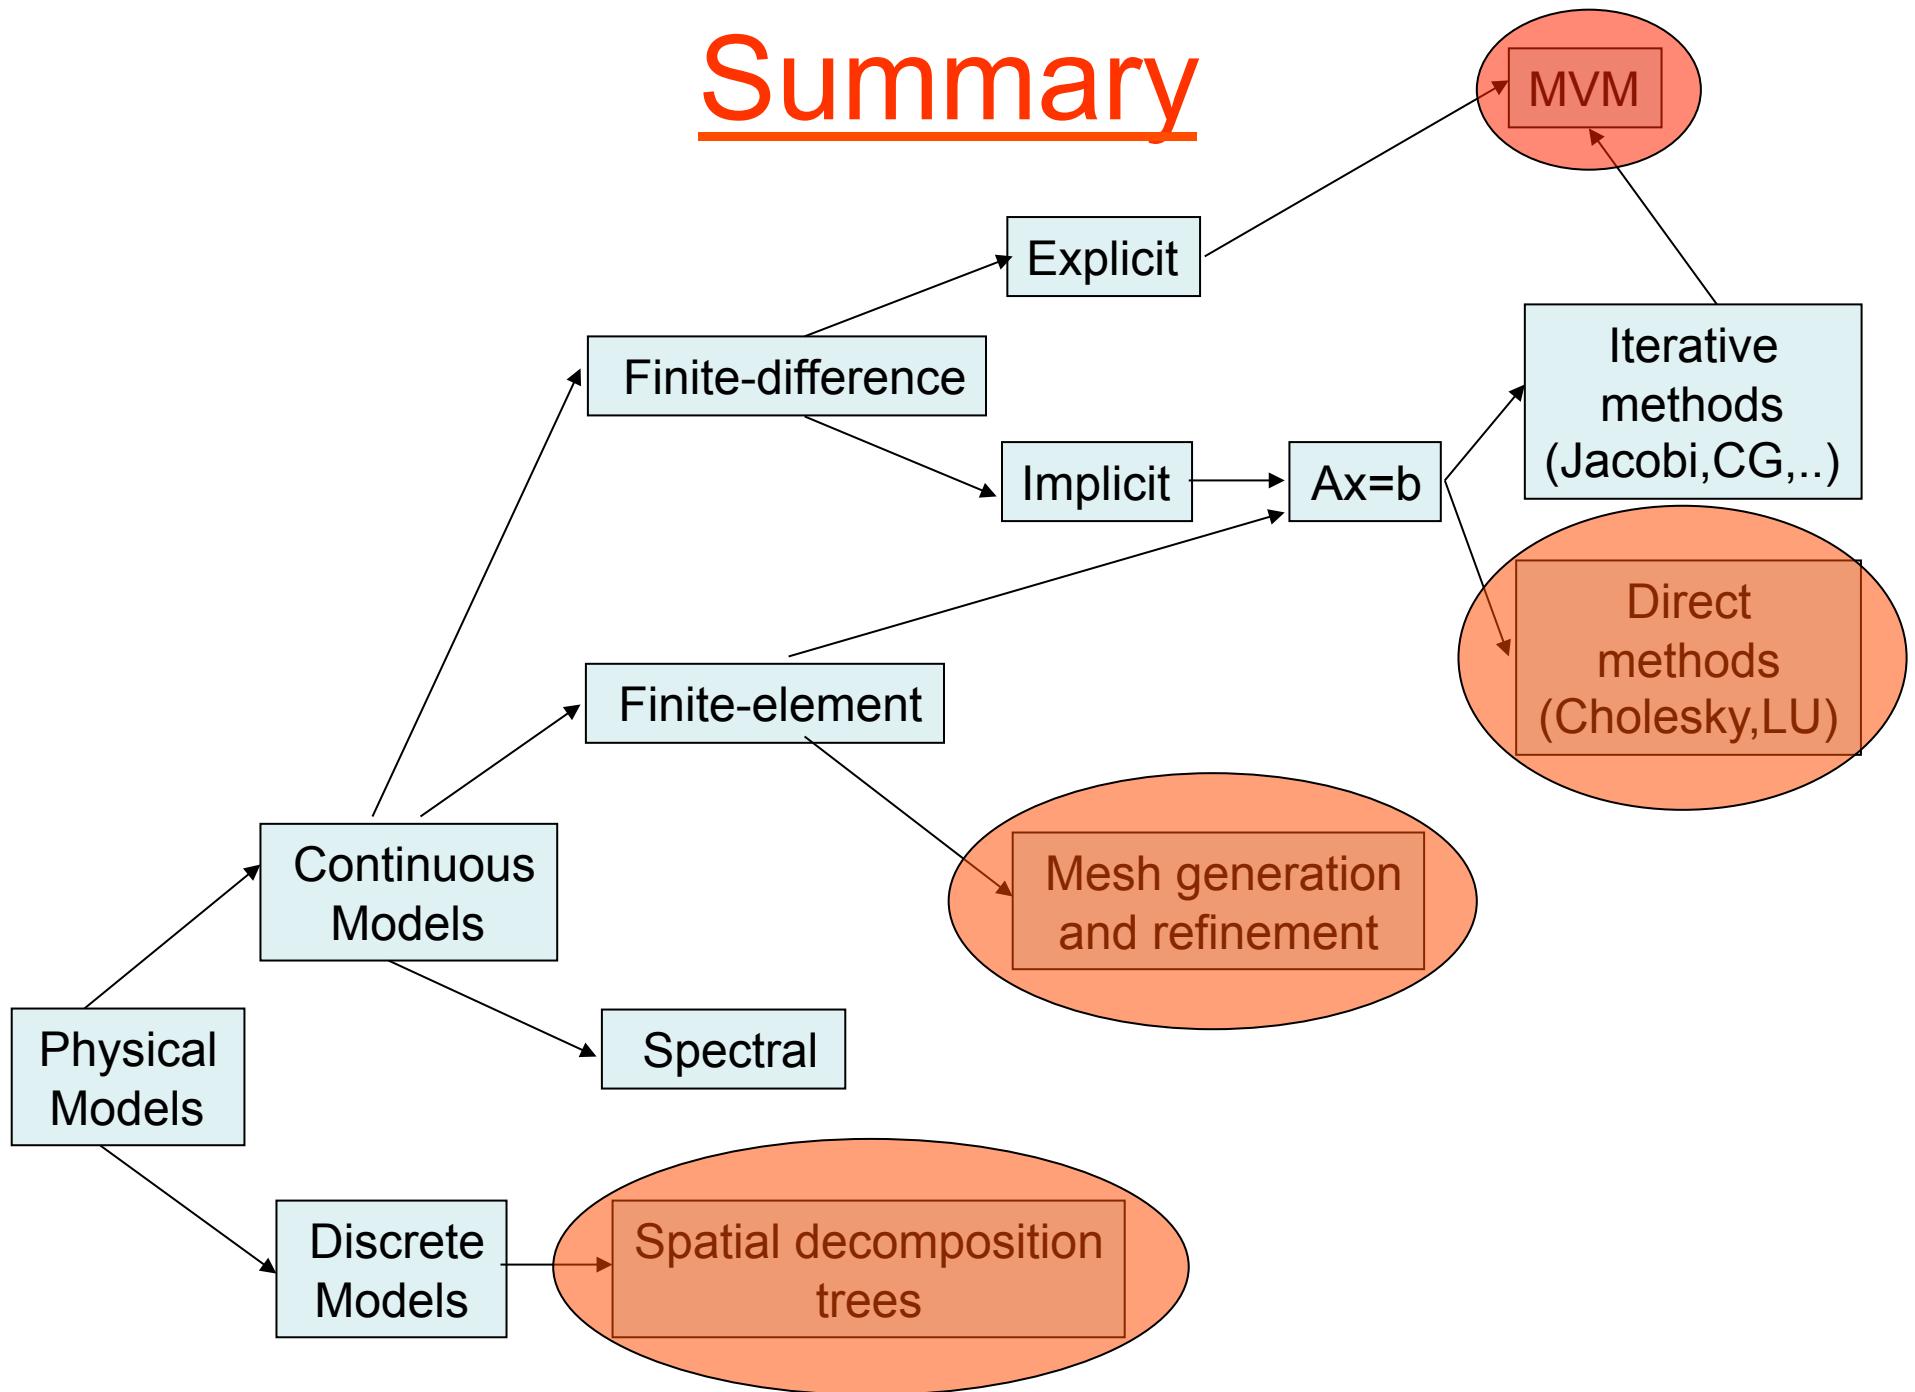 Summary
MVM
Explicit
Finite-difference
Iterative
methods
(Jacobi,CG,..)
Implicit
Ax=b
Direct
methods
(Cholesky,LU)
Finite-element
Continuous
Models
Mesh generation
and refinement
Physical
Models
Spectral
Discrete
Models
Spatial decomposition
trees